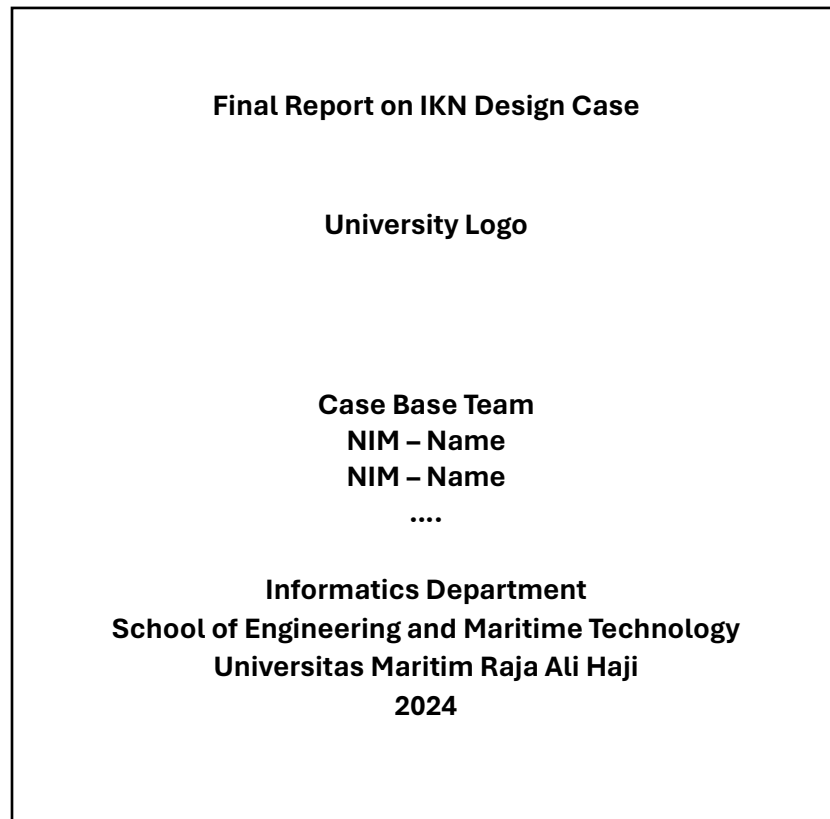 Final Report on IKN Design Case
University Logo
Case Base Team
NIM – Name
NIM – Name
....
Informatics Department
School of Engineering and Maritime Technology
Universitas Maritim Raja Ali Haji
2024